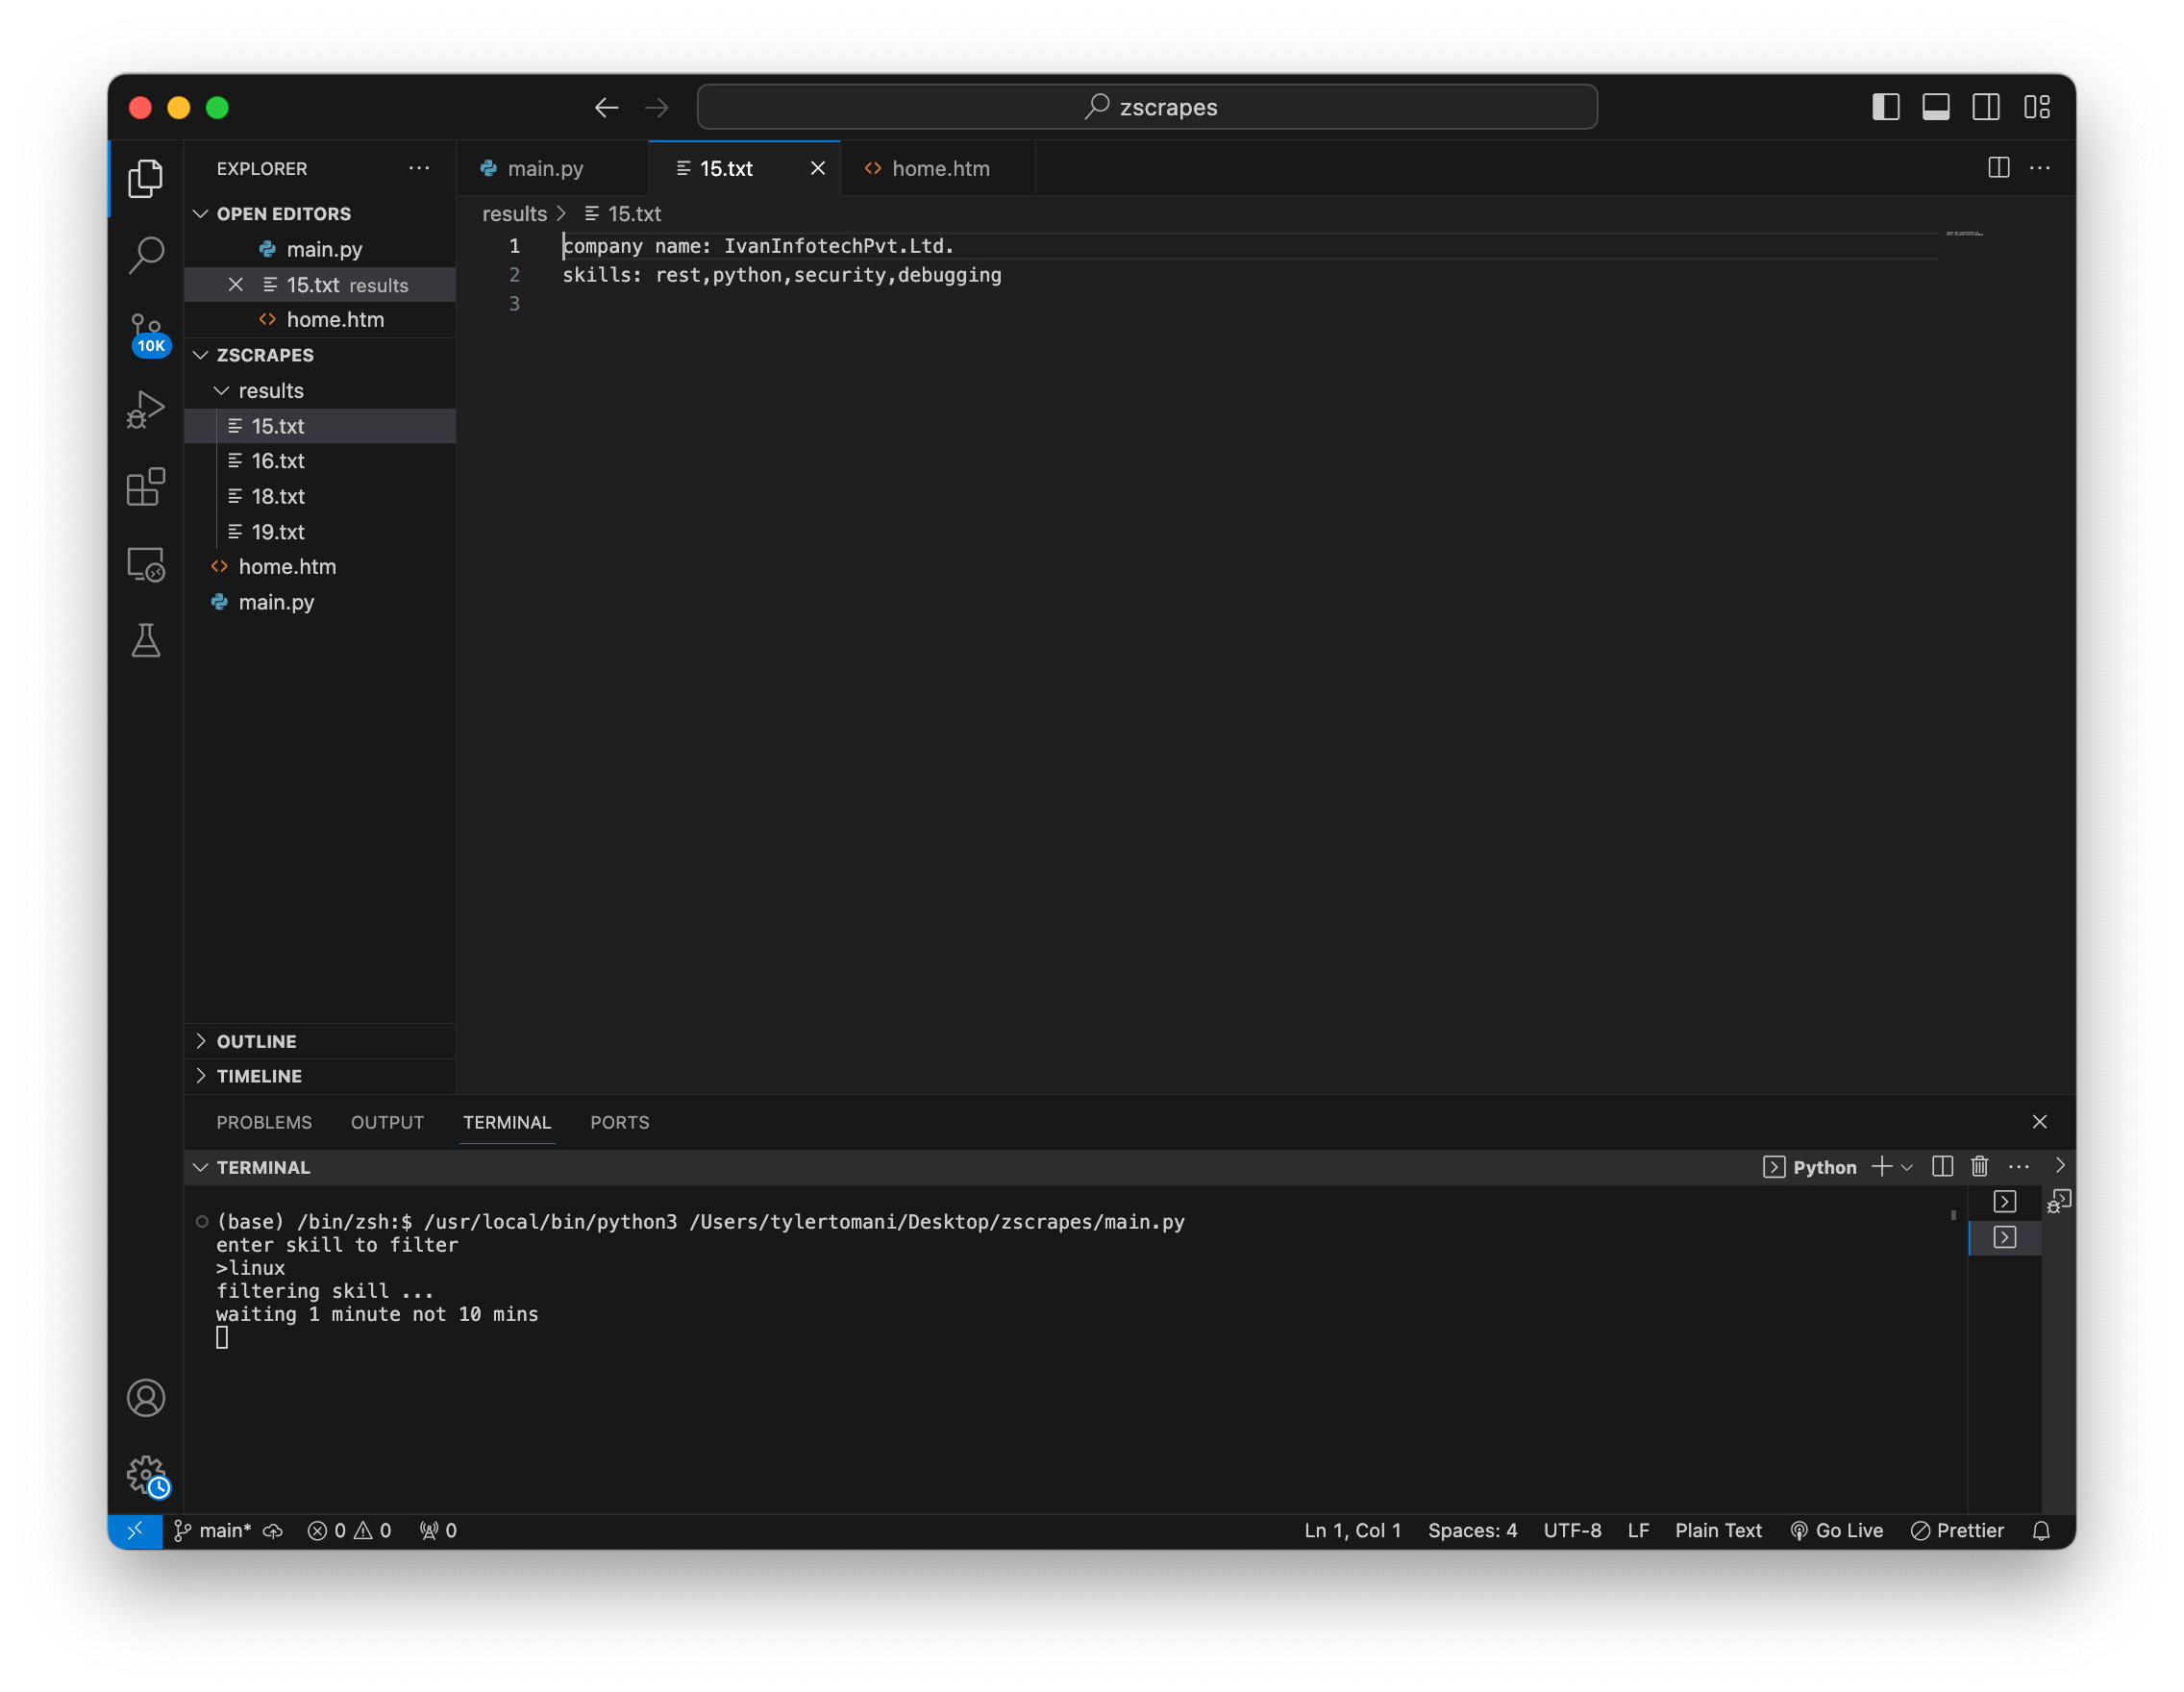 zscrapes
EXPLORER
main.py
15.txt
home.htm
OPEN EDITORS
main.py
15.txt results
home.htm
10K
ZSCRAPES
results
15.txt
16.txt
18.txt
19.txt
home.htm
main.py
OUTLINE
TIMELINE
results > 15.txt
1 company name: IvanInfotechPvt.Ltd.
2 skills: rest,python,security,debugging
3
PROBLEMS OUTPUT TERMINAL PORTS
TERMINAL
Python
(base) /bin/zsh:$ /usr/local/bin/python3 /Users/tylertomani/Desktop/zscrapes/main.py
enter skill to filter
>linux
filtering skill ...
waiting 1 minute not 10 mins
main* 0 0 0 Ln 1, Col 1 Spaces: 4 UTF-8 LF Plain Text Go Live Prettier